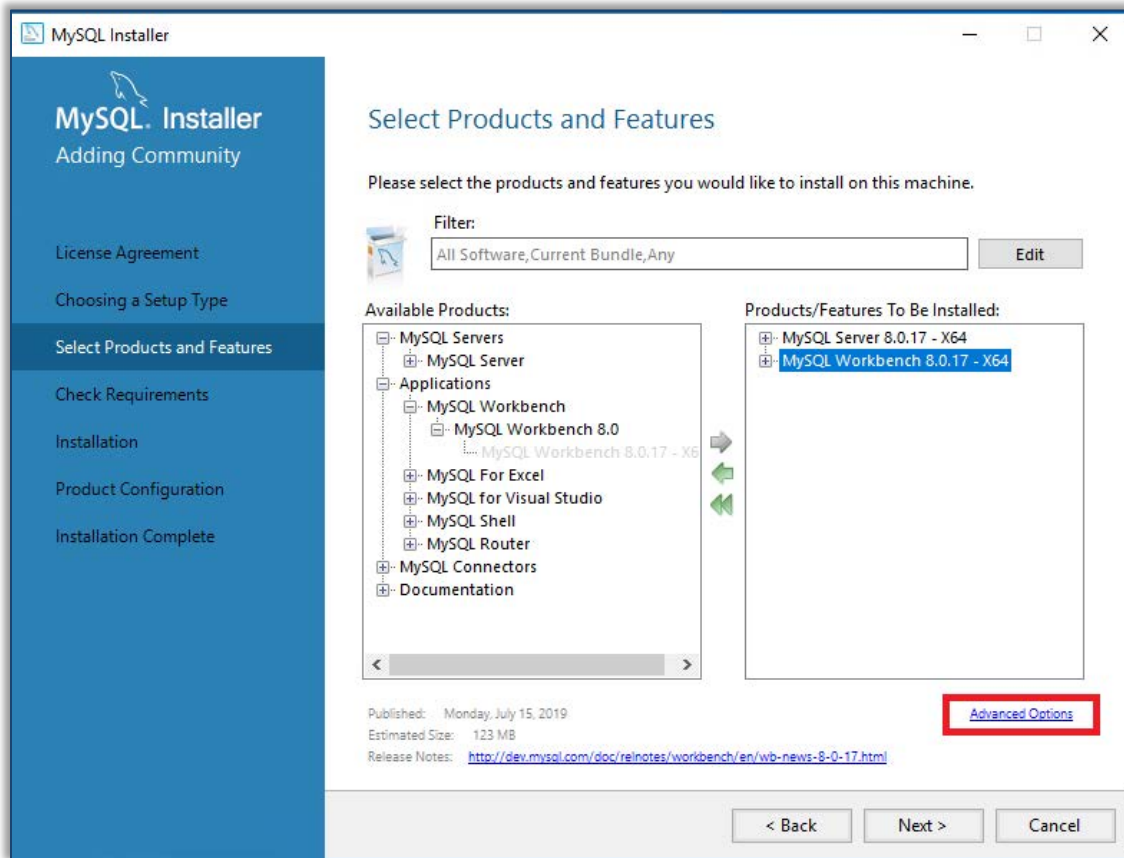 MySQL Installer
MySQL. Installer
Adding Community
License Agreement
Choosing a Setup Type
Select Products and Features
Check Requirements
Installation
Product Configuration
Installation Complete
Select Products and Features
Please select the products and features you would like to install on this machine.
Filter:
All Software,Current Bundle,Any
Edit
Available Products:
MySQL Servers
MySQL Server
Applications
MySQL Workbench
MySQL Workbench 8.0
MySQL Workbench 8.0.17 - X6
MySQL For Excel
MySQL for Visual Studio
MySQL Shell
MySQL Router
MySQL Connectors
Documentation
Products/Features To Be Installed:
MySQL Server 8.0.17 - X64
MySQL Workbench 8.0.17 - X64
Published: Monday, July 15, 2019
Advanced Options
Estimated Size: 123 MB
Release Notes: http://dev.mysql.com/doc/relnotes/workbench/en/wb-news-8-0-17.html
< Back
Next >
Cancel